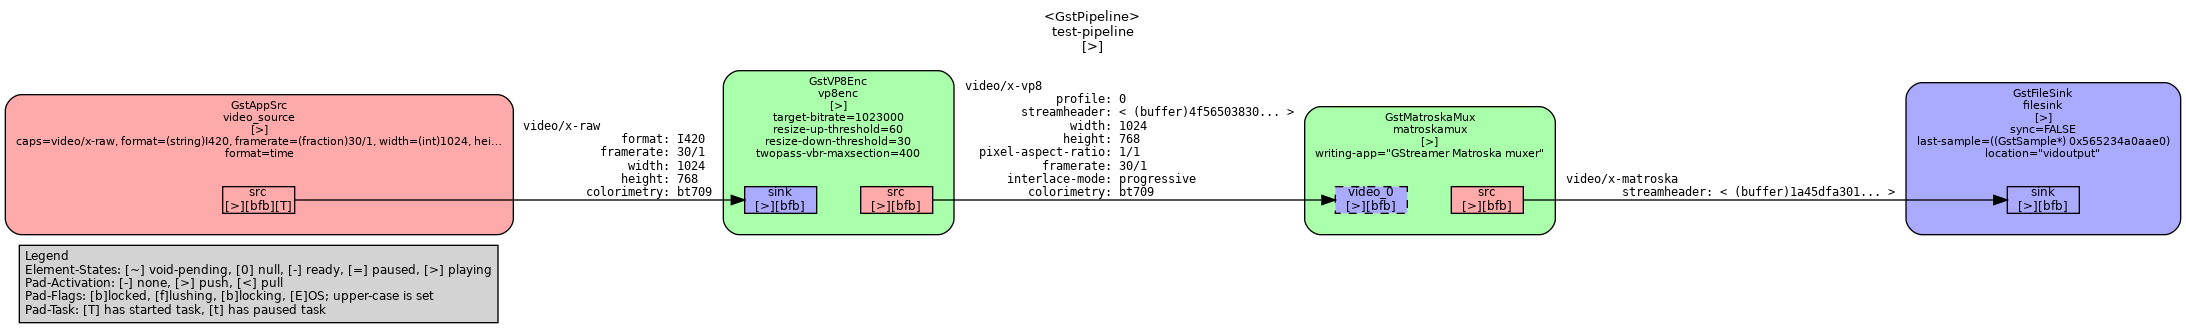 <GstPipeline>
test-pipeline
[>]
GstAppSrc
video_source
[>]
caps=video/x-raw, format=(string)I420, framerate=(fraction)30/1, width=(int)1024, hei…
format=time
src
[>][bfb][T]
video/x-raw
format: I420
framerate: 30/1
width: 1024
height: 768
colorimetry: bt709
GstVP8Enc
vp8enc
[>]
target-bitrate=1023000
resize-up-threshold=60
resize-down-threshold=30
twopass-vbr-maxsection=400
sink
[>][bfb]
src
[>][bfb]
video/x-vp8
profile: 0
streamheader: < (buffer)4f56503830... >
width: 1024
height: 768
pixel-aspect-ratio: 1/1
framerate: 30/1
interlace-mode: progressive
colorimetry: bt709
GstMatroskaMux
matroskamux
[>]
writing-app="GStreamer Matroska muxer"
video_0
[>][bfb]
src
[>][bfb]
video/x-matroska
streamheader: < (buffer)1a45dfa301... >
GstFileSink
filesink
[>]
sync=FALSE
last-sample=((GstSample*) 0x565234a0aae0)
location="vidoutput"
sink
[>][bfb]
Legend
Element-States: [~] void-pending, [0] null, [-] ready, [=] paused, [>] playing
Pad-Activation: [-] none, [>] push, [<] pull
Pad-Flags: [b]locked, [f]lushing, [b]locking, [E]OS; upper-case is set
Pad-Task: [T] has started task, [t] has paused task